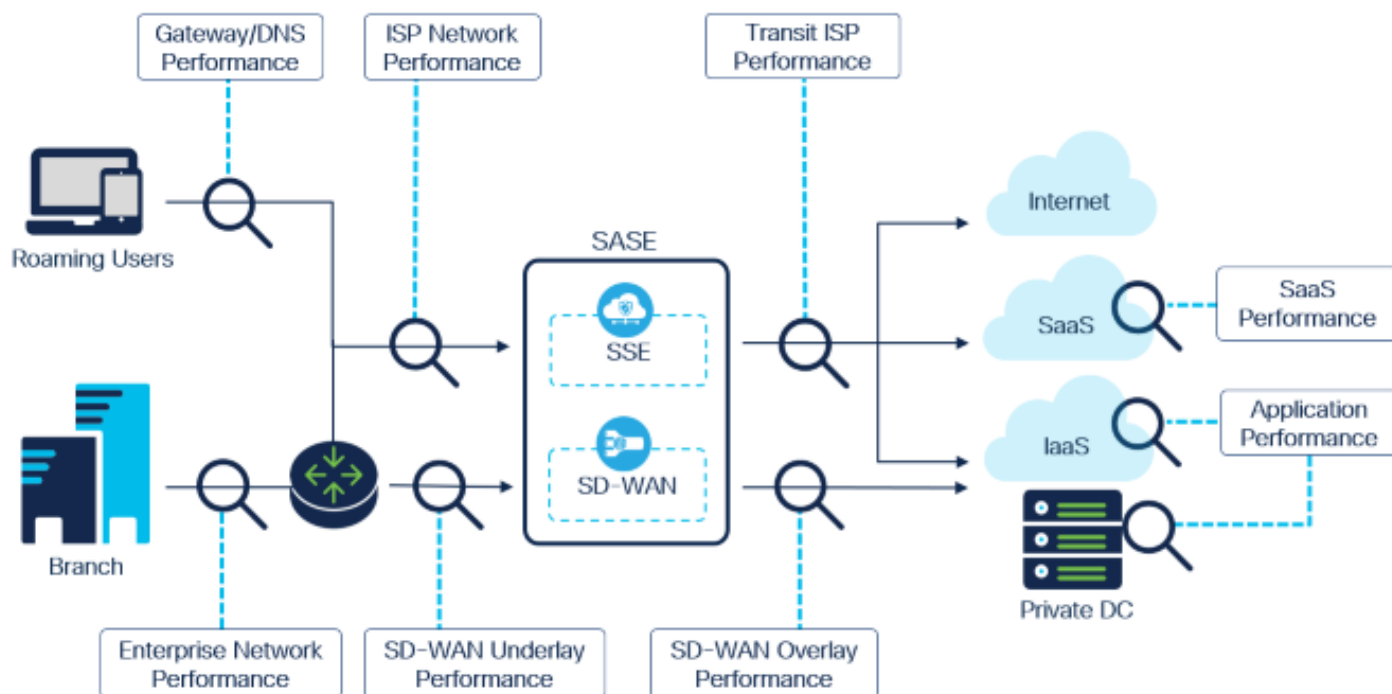 Gateway/DNS
Performance
ISP Network
Performance
Transit ISP
Performance
Roaming Users
SASE
SSE
SD-WAN
Internet
SaaS
SaaS
Performance
IaaS
Application
Performance
Branch
Private DC
Enterprise Network
Performance
SD-WAN Underlay
Performance
SD-WAN Overlay
Performance